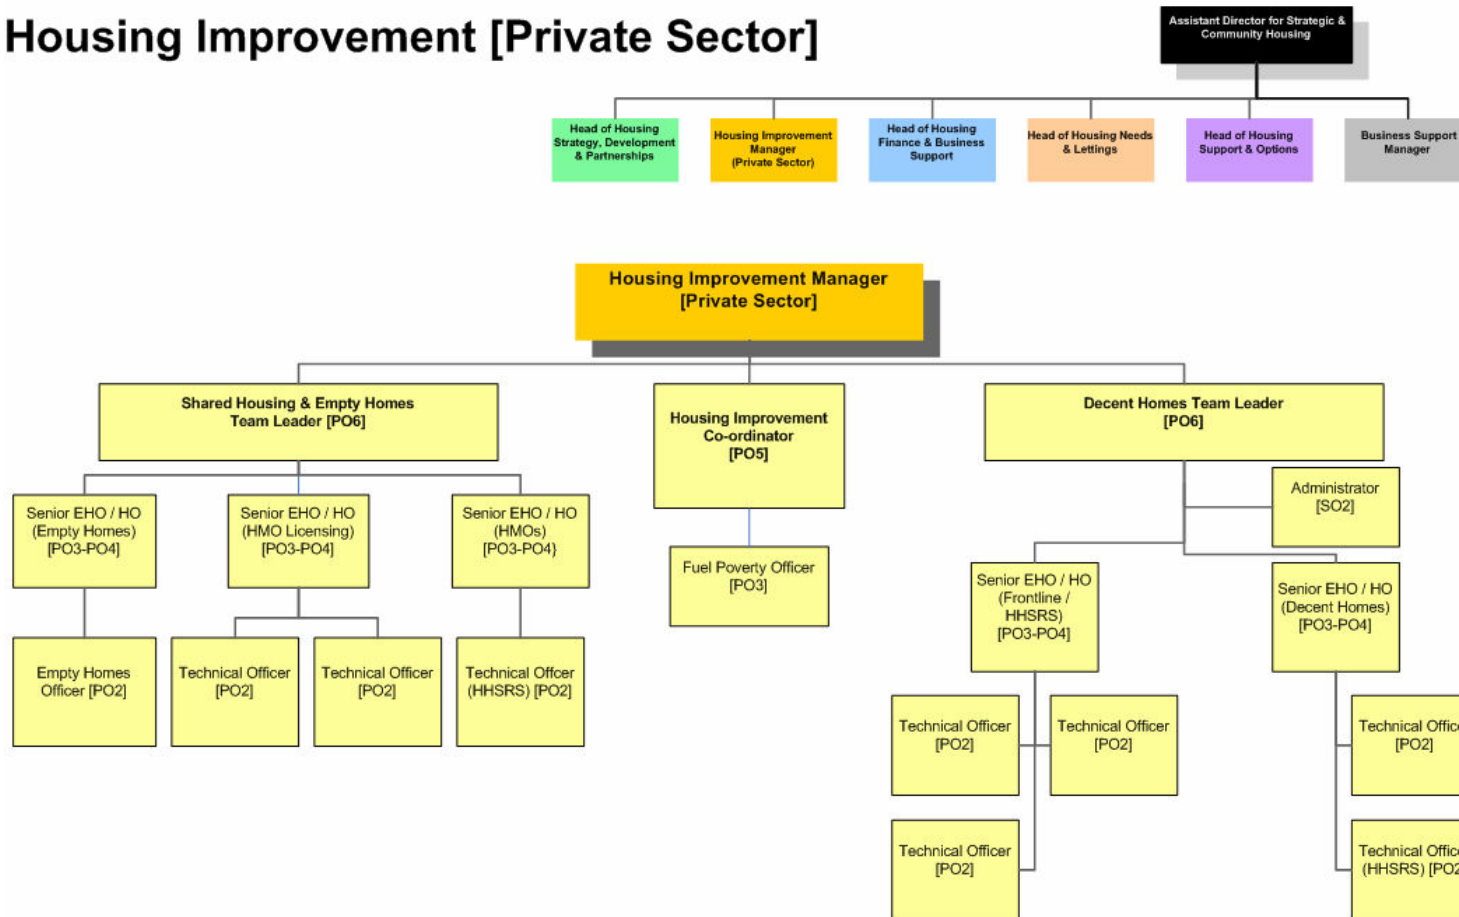 Housing Improvement [Private Sector]
Assistant Director for Strategic &
Community Housing
Head of Housing
Strategy, Development
& Partnerships
Housing Improvement
Manager
(Private Sector)
Head of Housing
Finance & Business
Support
Head of Housing Needs
& Lettings
Head of Housing
Support & Options
Business Support
Manager
Housing Improvement Manager
[Private Sector]
Shared Housing & Empty Homes
Team Leader [PO6]
Housing Improvement
Co-ordinator
[PO5]
Decent Homes Team Leader
[PO6]
Administrator
[SO2]
Senior EHO / HO
(Empty Homes)
[PO3-PO4]
Senior EHO / HO
(HMO Licensing)
[PO3-PO4]
Senior EHO / HO
(HMOs)
[PO3-PO4}
Fuel Poverty Officer
[PO3]
Senior EHO / HO
(Frontline /
HHSRS)
[PO3-PO4]
Senior EHO / HO
(Decent Homes)
[PO3-PO4]
Empty Homes
Officer [PO2]
Technical Officer
[PO2]
Technical Officer
[PO2]
Technical Offcer
(HHSRS) [PO2]
Technical Officer
[PO2]
Technical Officer
[PO2]
Technical Office
[PO2]
Technical Officer
[PO2]
Technical Office
(HHSRS) [PO2